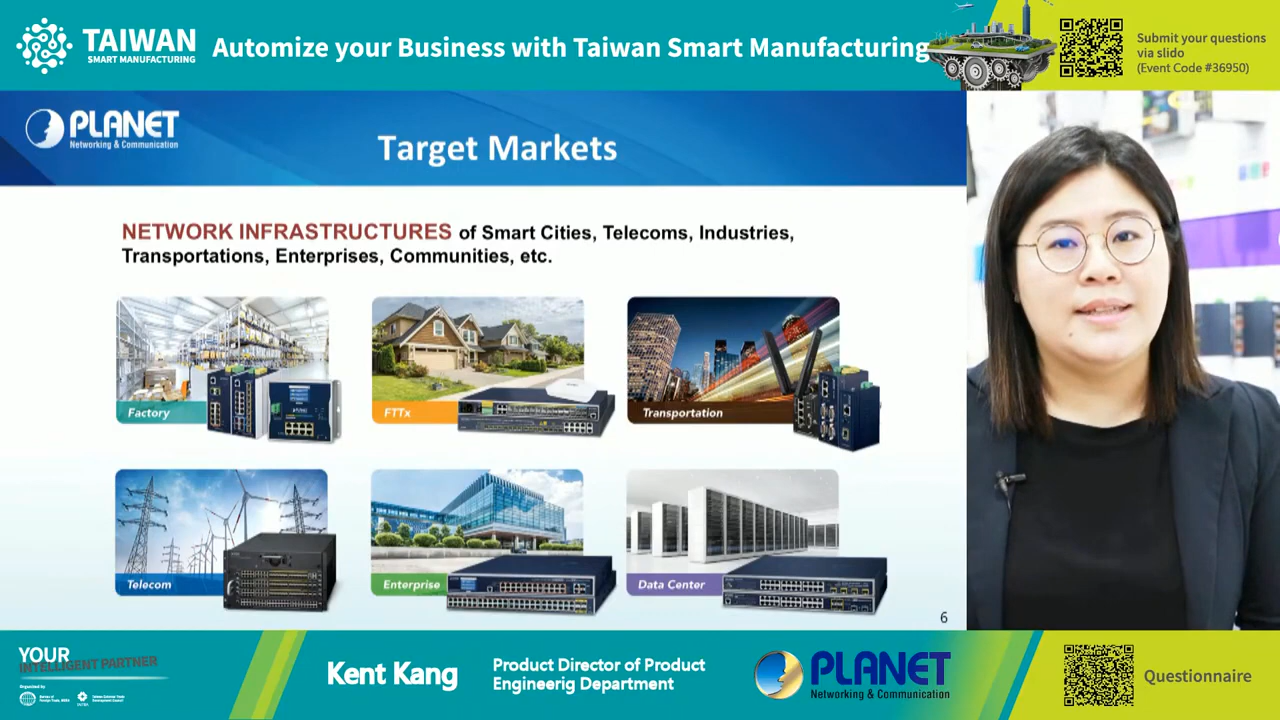 TAIWAN
SMART MANUFACTURING
Automize your Business with Taiwan Smart Manufacturing
Submit your questions
via slido
(Event Code #36950)
PLANET
Networking & Communication
Target Markets
NETWORK INFRASTRUCTURES of Smart Cities, Telecoms, Industries,
Transportations, Enterprises, Communities, etc.
Factory
FTTx
Transportation
Telecom
Enterprise
Data Center
6
YOUR
INTELLIGENT PARTNER
Organized by
Kent Kang
Product Director of Product
Engineerig Department
PLANET
Networking & Communication
Questionnaire